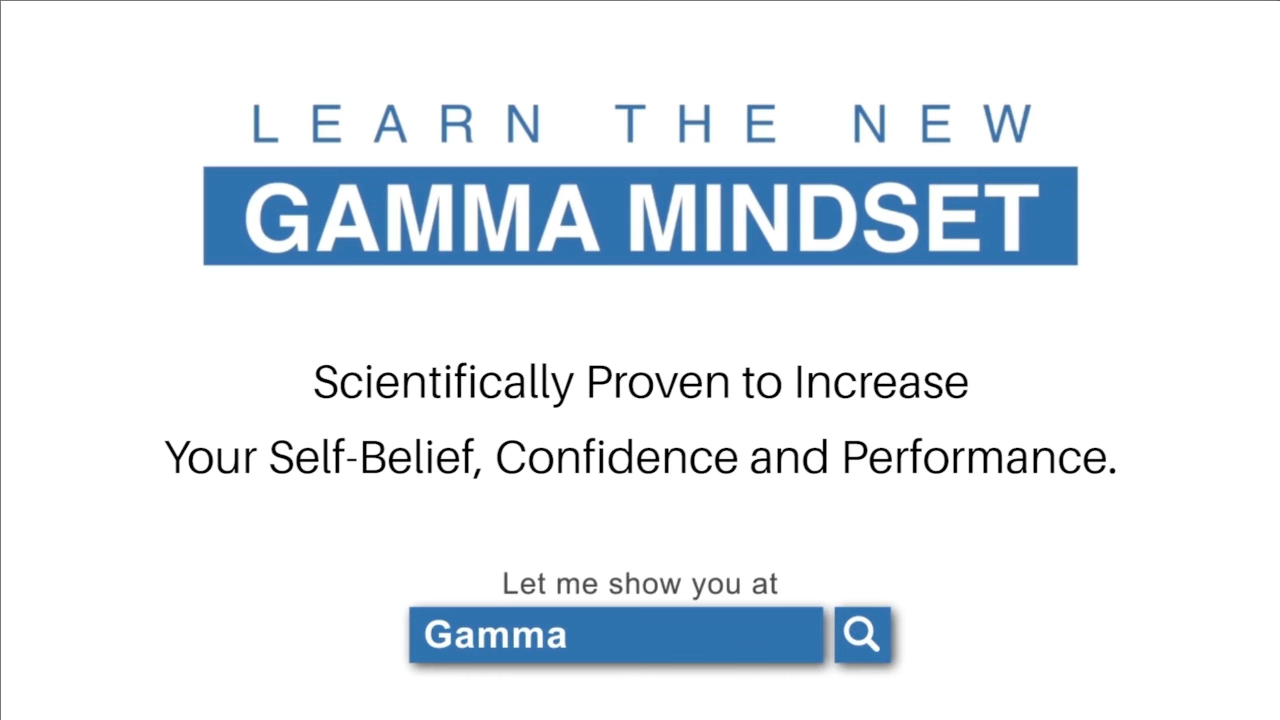 LEARN THE NEW
GAMMA MINDSET
Scientifically Proven to Increase
Your Self-Belief, Confidence and Performance.
Let me show you at
Gamma